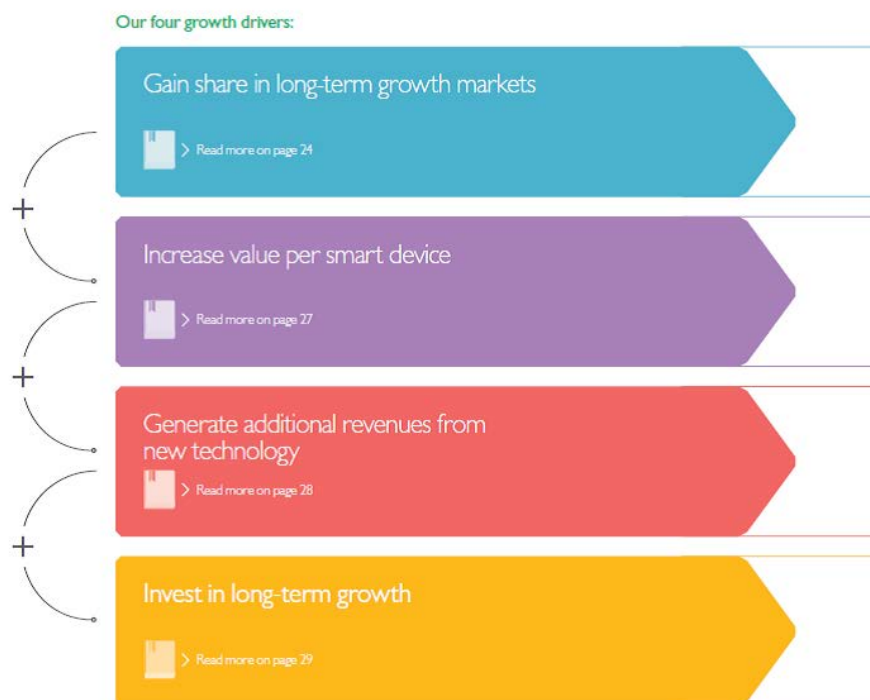 Our four growth drivers:
Gain share in long-term growth markets
Read more on page 24
Increase value per smart device
Read more on page 27
Generate additional revenues from
new technology
Read more on page 28
Invest in long-term growth
Read more on page 29